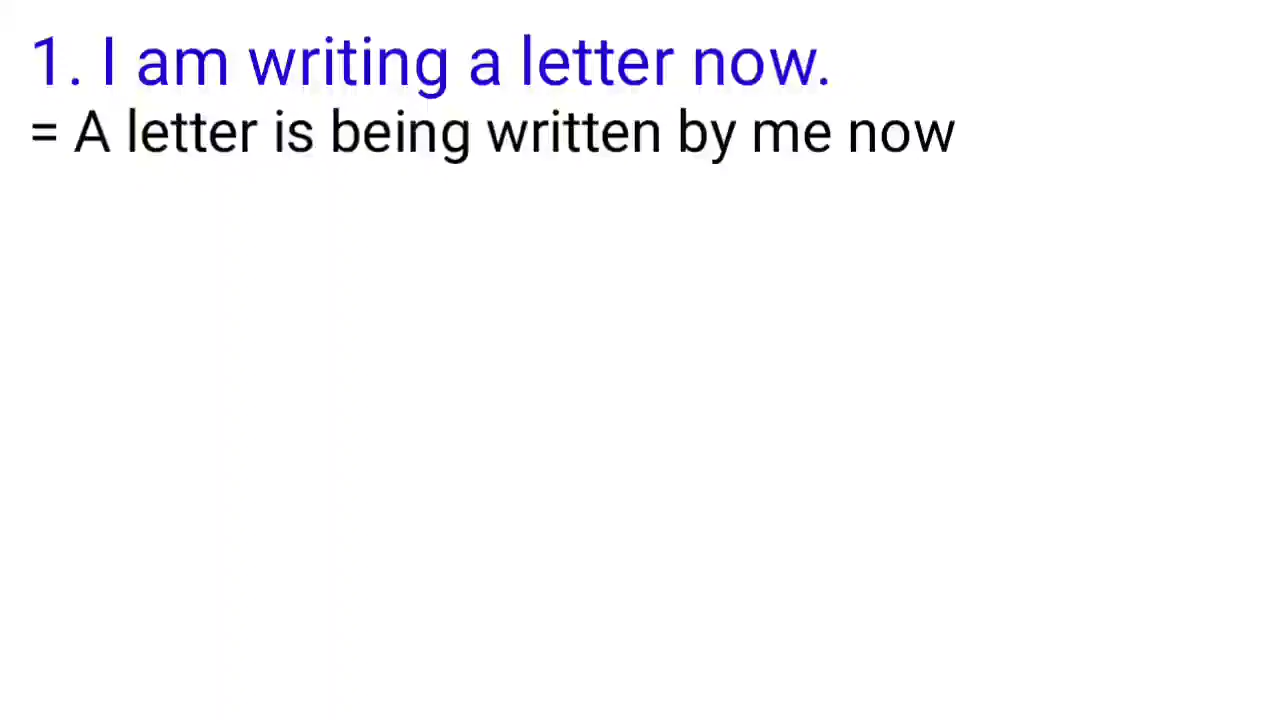 1. I am writing a letter now.
= A letter is being written by me now